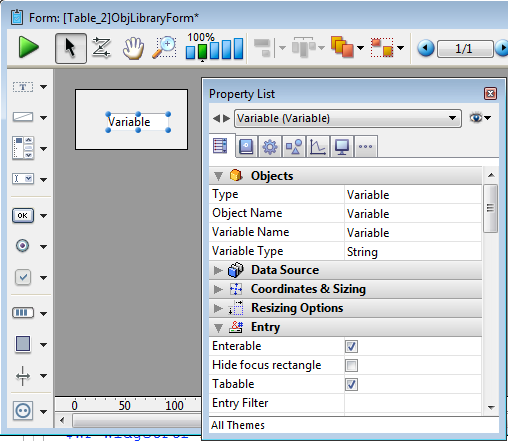 Form: [Table_2]ObjLibraryForm*
100%
1/1
Variable
OK
0 50 100
Property List
Variable (Variable)
Objects
Type Variable
Object Name Variable
Variable Name Variable
Variable Type String
Data Source
Coordinates & Sizing
Resizing Options
Entry
Enterable
Hide focus rectangle
Tabable
Entry Filter
All Themes